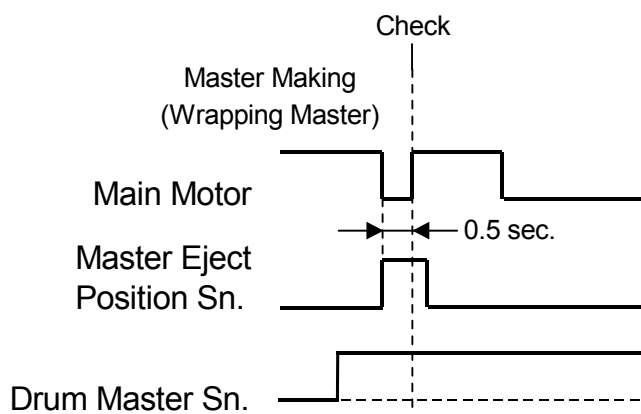 Check
Master Making
(Wrapping Master)
Main Motor
0.5 sec.
Master Eject
Position Sn.
Drum Master Sn.